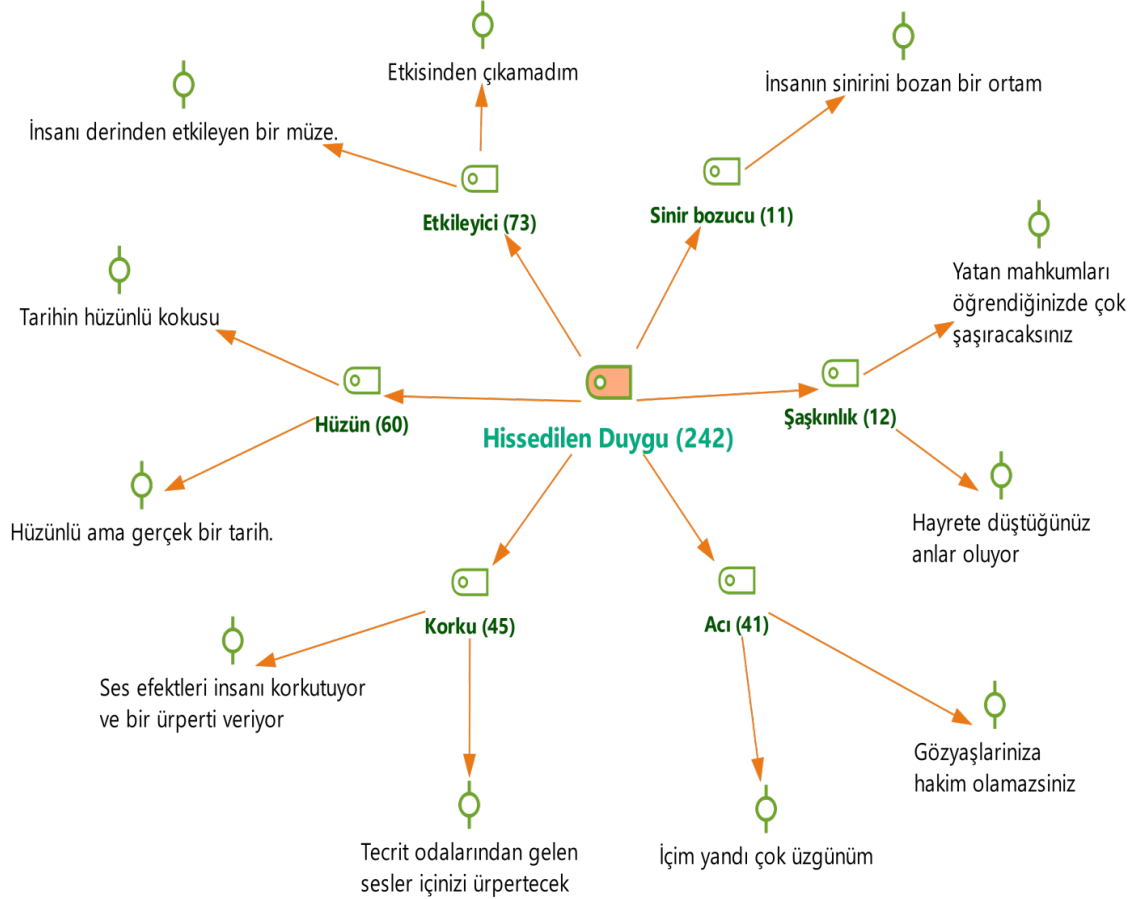 Etkisinden çıkamadım
İnsanın sinirini bozan bir ortam
İnsanı derinden etkileyen bir müze.
Etkileyici (73)
Sinir bozucu (11)
Yatan mahkumları
öğrendiğinizde çok
şaşıracaksınız
Tarihin hüzünlü kokusu
Hüzün (60)
Şaşkınlık (12)
Hissedilen Duygu (242)
Hüzünlü ama gerçek bir tarih.
Hayrete düştüğünüz
anlar oluyor
Korku (45)
Acı (41)
Ses efektleri insanı korkutuyor
ve bir ürperti veriyor
Gözyaşlariniza
hakim olamazsiniz
Tecrit odalarından gelen
sesler içinizi ürpertecek
İçim yandı çok üzgünüm